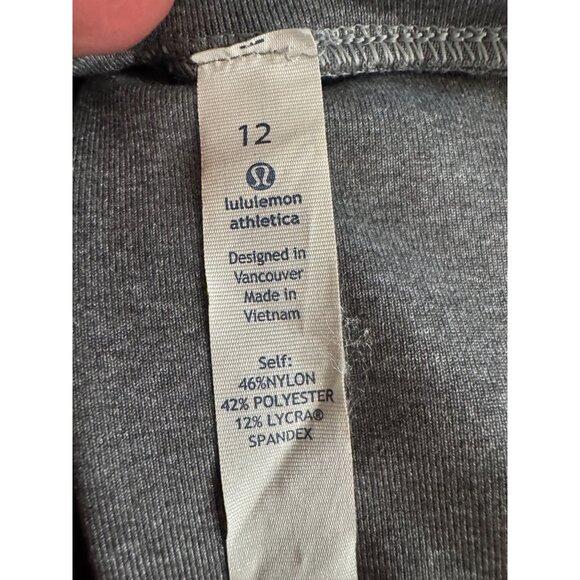 12
lululemon
athletica
Designed in
Vancouver
Made in
Vietnam
Self:
46%NYLON
42% POLYESTER
12% LYCRA®
SPANDEX